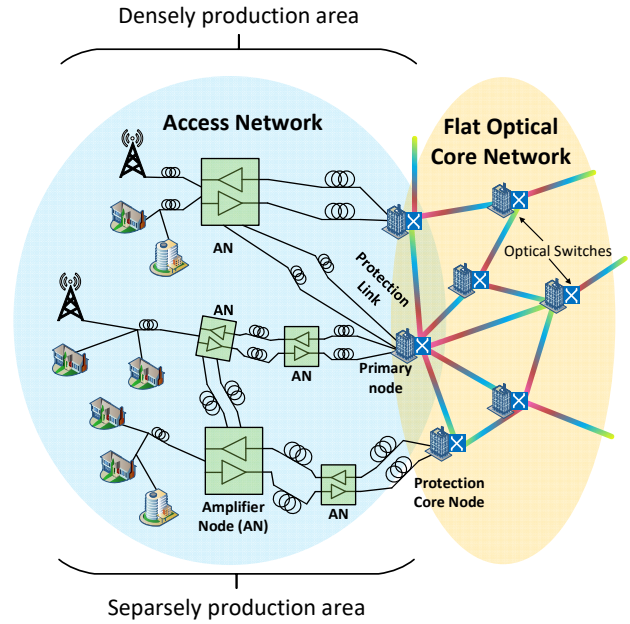 Densely production area
Access Network
Flat Optical
Core Network
AN
Optical Switches
Protection
Link
AN
AN
Primary
node
Amplifier
Node (AN)
AN
Protection
Core Node
Separsely production area